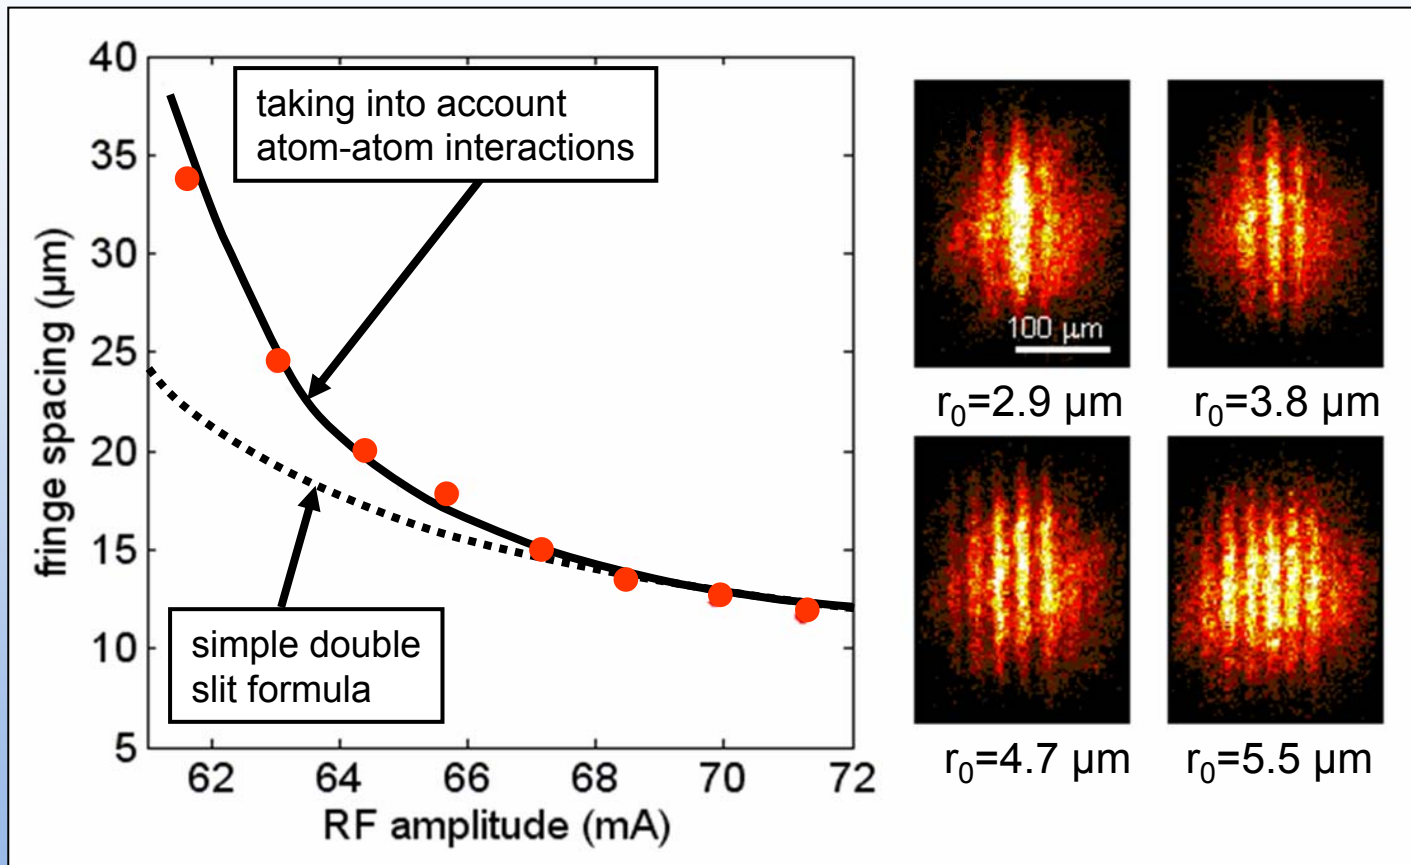 40
35
30
25
20
15
10
5
fringe spacing (µm)
taking into account
atom-atom interactions
simple double
slit formula
62 64 66 68 70 72
RF amplitude (mA)
100 µm
r₀=2.9 µm
r₀=3.8 µm
r₀=4.7 µm
r₀=5.5 µm